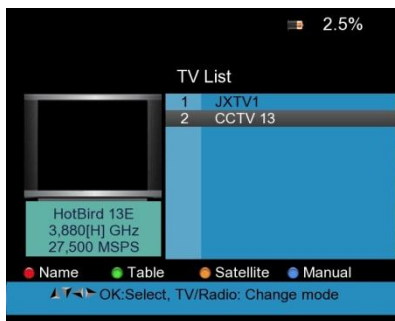 2.5%
TV List
1 JXTV1
2 CCTV 13
HotBird 13E
3,880[H] GHz
27,500 MSPS
Name Table Satellite Manual
OK:Select, TV/Radio: Change mode